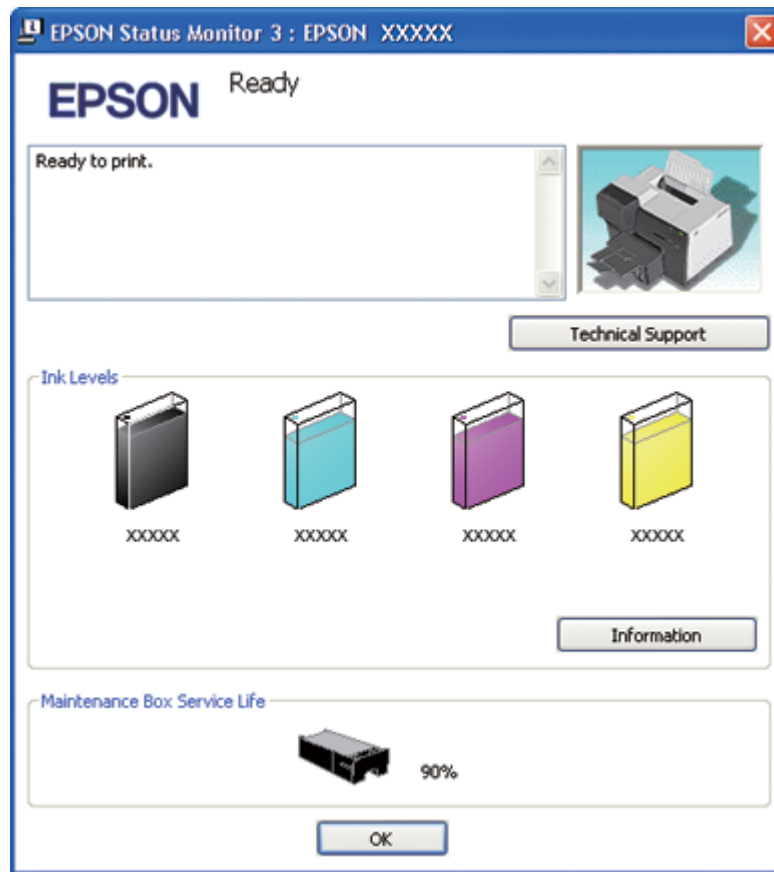 EPSON Status Monitor 3 : EPSON XXXXX
EPSON
Ready
Ready to print.
Technical Support
Ink Levels
XXXXX XXXXX XXXXX XXXXX
Information
Maintenance Box Service Life
90%
OK